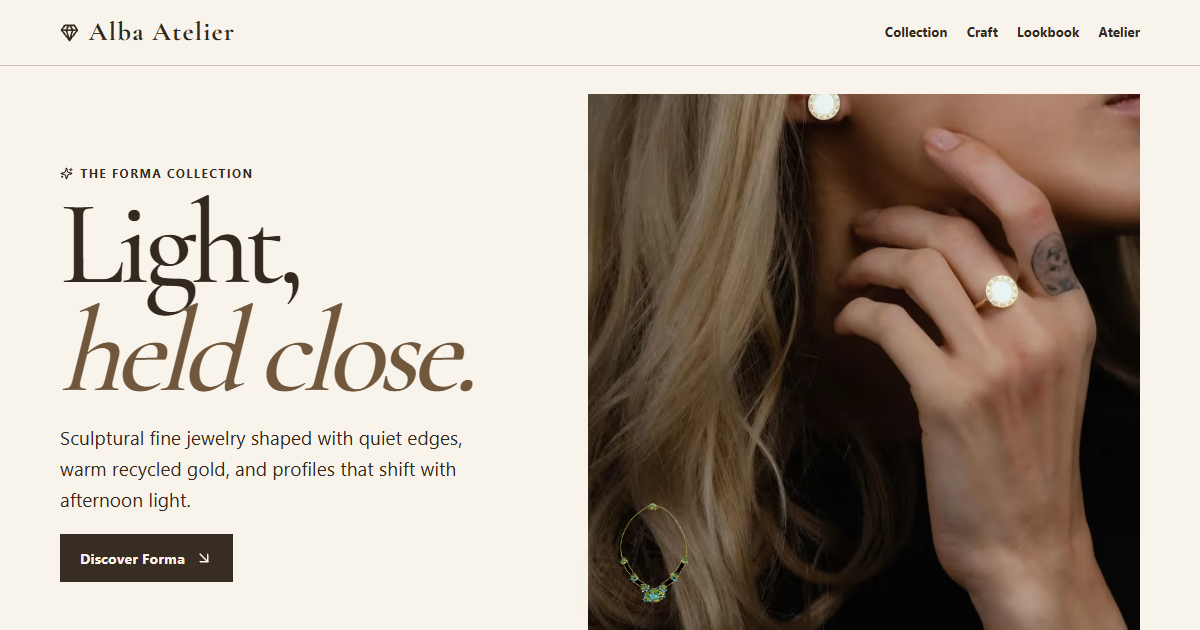 Alba Atelier
Collection Craft Lookbook Atelier
THE FORMA COLLECTION
Light,
held close.
Sculptural fine jewelry shaped with quiet edges,
warm recycled gold, and profiles that shift with
afternoon light.
Discover Forma